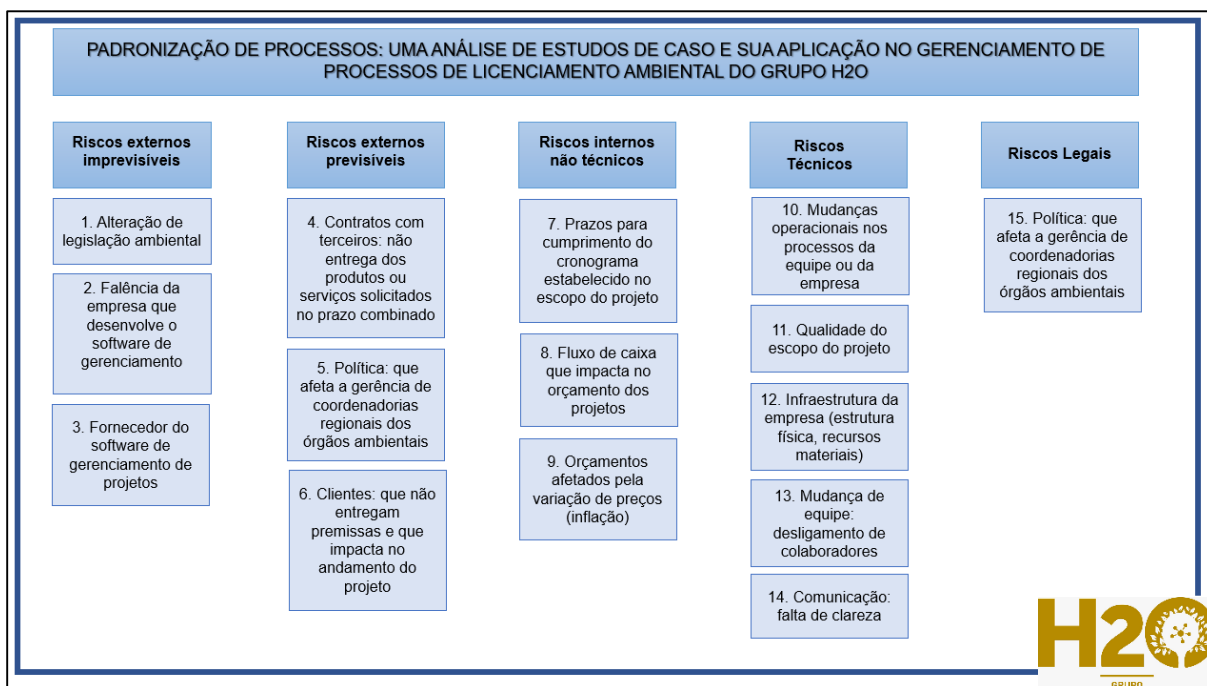 PADRONIZAÇÃO DE PROCESSOS: UMA ANÁLISE DE ESTUDOS DE CASO E SUA APLICAÇÃO NO GERENCIAMENTO DE
PROCESSOS DE LICENCIAMENTO AMBIENTAL DO GRUPO H2O
Riscos externos
imprevisíveis
1. Alteração de
legislação ambiental
2. Falência da
empresa que
desenvolve o
software de
gerenciamento
3. Fornecedor do
software de
gerenciamento de
projetos
Riscos externos
previsíveis
4. Contratos com
terceiros: não
entrega dos
produtos ou
serviços solicitados
no prazo combinado
5. Política: que
afeta a gerência de
coordenadorias
regionais dos
órgãos ambientais
6. Clientes: que não
entregam
premissas e que
impacta no
andamento do
projeto
Riscos internos
não técnicos
7. Prazos para
cumprimento do
cronograma
estabelecido no
escopo do projeto
8. Fluxo de caixa
que impacta no
orçamento dos
projetos
9. Orçamentos
afetados pela
variação de preços
(inflação)
Riscos
Técnicos
10. Mudanças
operacionais nos
processos da
equipe ou da
empresa
11. Qualidade do
escopo do projeto
12. Infraestrutura da
empresa (estrutura
física, recursos
materiais)
13. Mudança de
equipe:
desligamento de
colaboradores
14. Comunicação:
falta de clareza
Riscos Legais
15. Política: que
afeta a gerência de
coordenadorias
regionais dos
órgãos ambientais
H2O
GRUPO